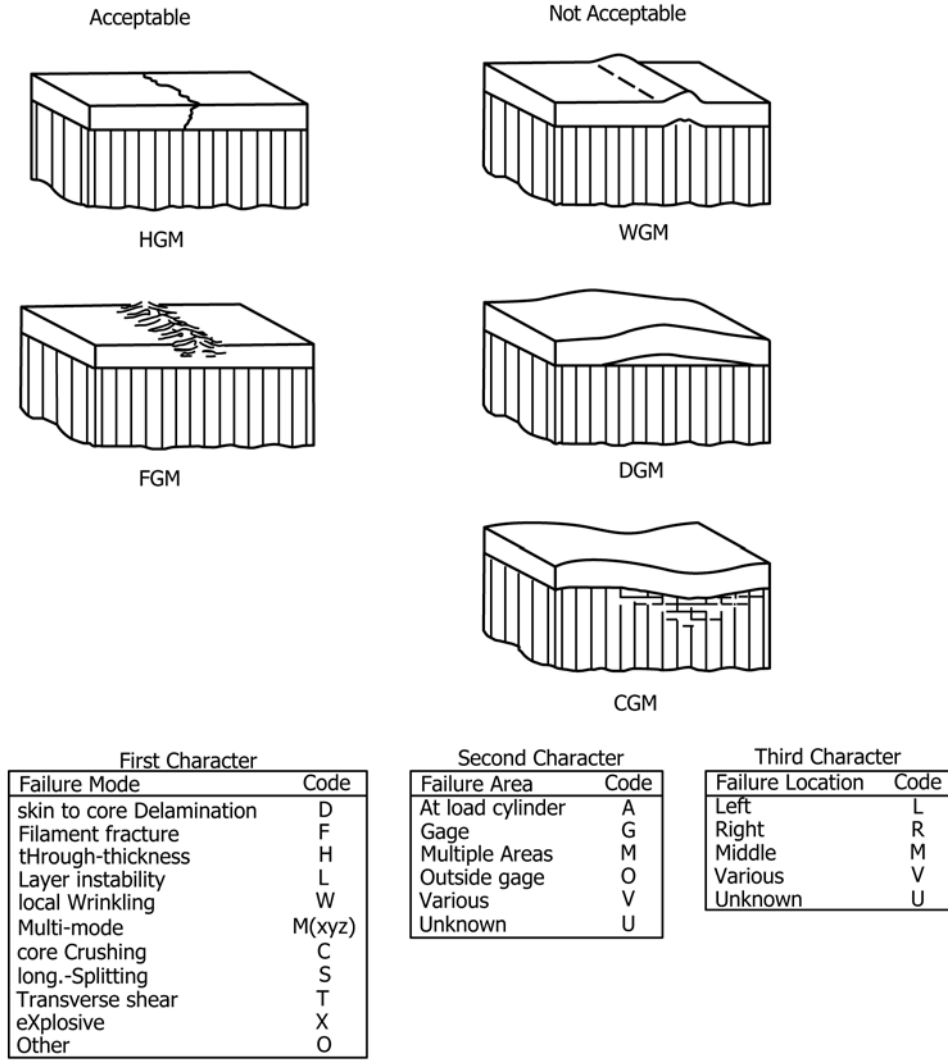 Acceptable
Not Acceptable
HGM
WGM
FGM
DGM
CGM
First Character
Failure Mode Code
skin to core Delamination D
Filament fracture F
tHrough-thickness H
Layer instability L
local Wrinkling W
Multi-mode M(xyz)
core Crushing C
long.-Splitting S
Transverse shear T
eXplosive X
Other O
Second Character
Failure Area Code
At load cylinder A
Gage G
Multiple Areas M
Outside gage O
Various V
Unknown U
Third Character
Failure Location Code
Left L
Right R
Middle M
Various V
Unknown U